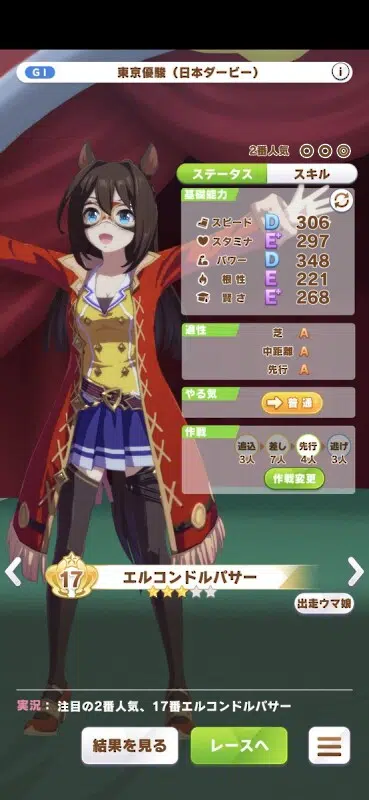 GI 東京優駿（日本ダービー） i
2番人気 ◎ ◎ ◎
ステータス スキル
基礎能力
スピード D 306
スタミナ E+ 297
パワー D 348
根性 E 221
賢さ E+ 268
適性
芝 A
中距離 A
先行 A
やる気
普通
作戦
追込 差し 先行 逃げ
3人 7人 4人 3人
作戦変更
17 エルコンドルパサー
出走ウマ娘
実況： 注目の2番人気、17番エルコンドルパサー
結果を見る レースへ